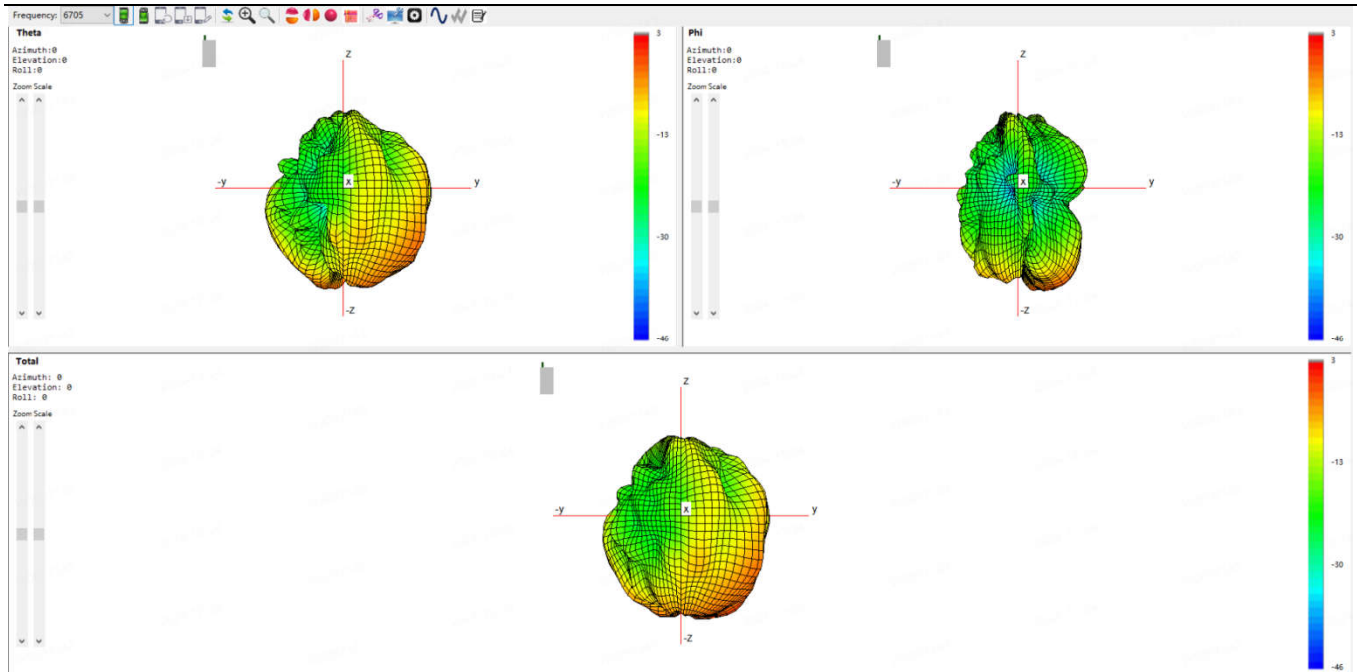 Frequency: 6705
Theta
Azimuth:0
Elevation:0
Roll:0
Zoom Scale
Z
-y
X
y
-Z
3
-13
-30
-46
Phi
Azimuth:0
Elevation:0
Roll:0
Zoom Scale
Z
-y
X
y
-Z
3
-13
-30
-46
Total
Azimuth: 0
Elevation: 0
Roll: 0
Zoom Scale
Z
-y
X
y
-Z
3
-13
-30
-46